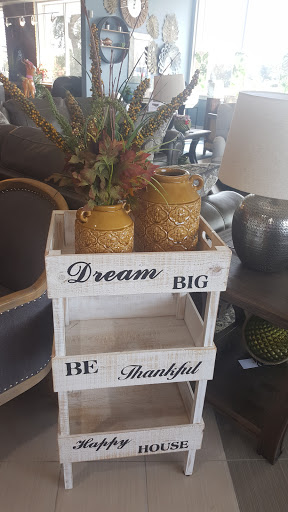 Dream BIG
BE Thankful
Happy HOUSE